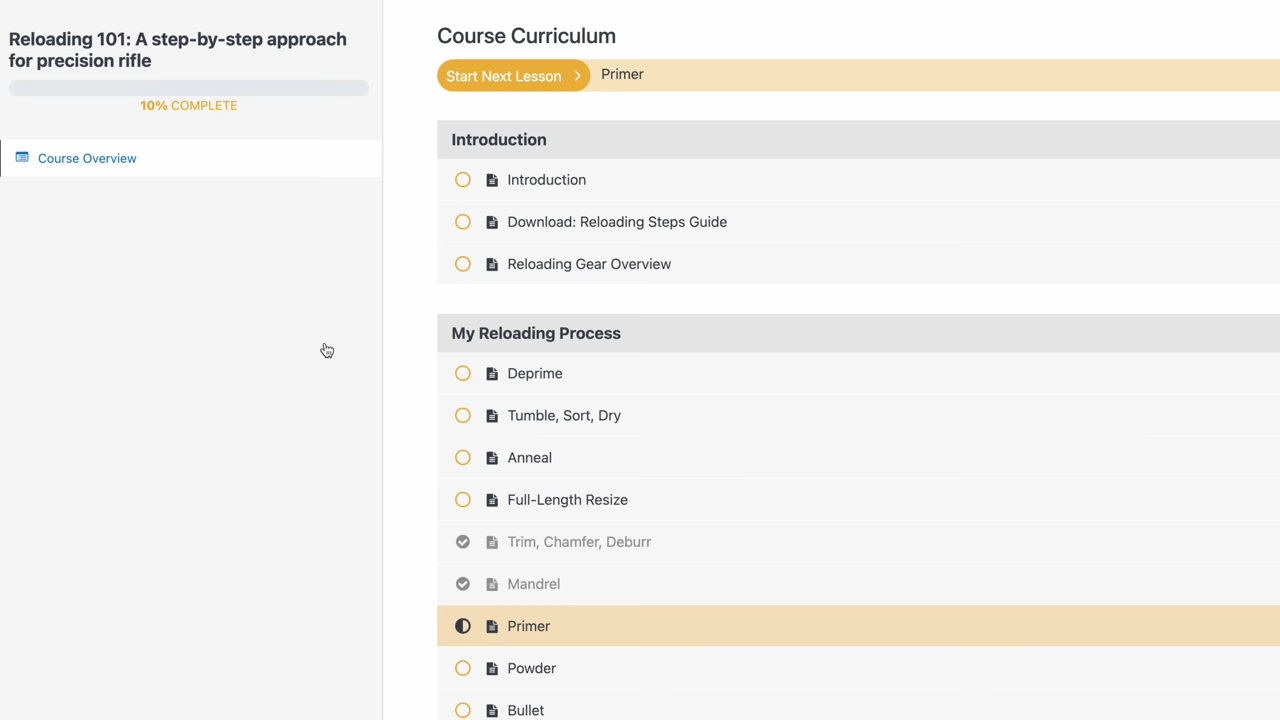 Reloading 101: A step-by-step approach
for precision rifle
10% COMPLETE
Course Overview
Course Curriculum
Start Next Lesson
Primer
Introduction
Introduction
Download: Reloading Steps Guide
Reloading Gear Overview
My Reloading Process
Deprime
Tumble, Sort, Dry
Anneal
Full-Length Resize
Trim, Chamfer, Deburr
Mandrel
Primer
Powder
Bullet